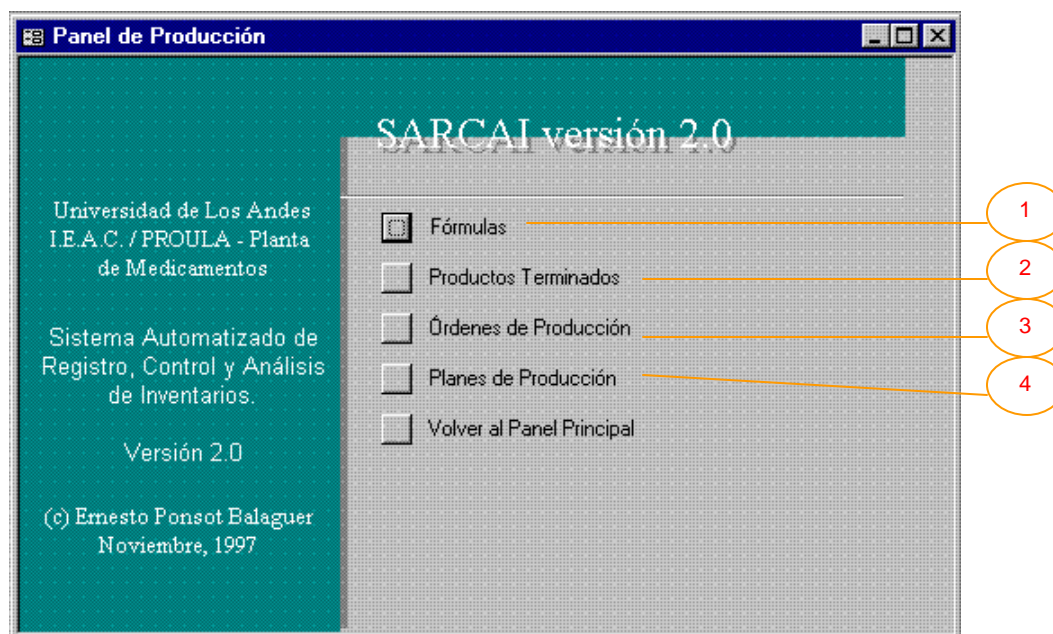 Panel de Producción
SARCAI versión 2.0
Universidad de Los Andes
I.E.A.C. / PROULA - Planta
de Medicamentos
Sistema Automatizado de
Registro, Control y Análisis
de Inventarios.
Versión 2.0
(c) Ernesto Ponsot Balaguer
Noviembre, 1997
Fórmulas
1
Productos Terminados
2
Órdenes de Producción
3
Planes de Producción
4
Volver al Panel Principal